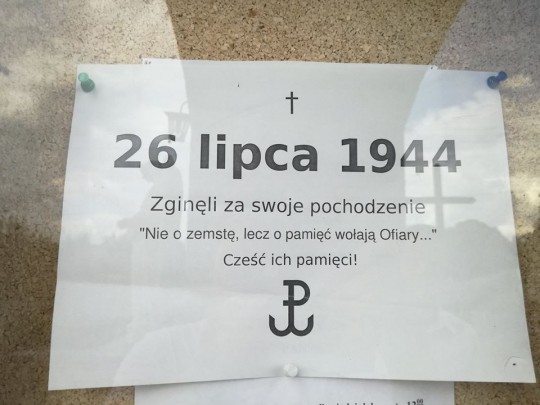 26 lipca 1944
Zginęli za swoje pochodzenie
"Nie o zemstę, lecz o pamięć wołają Ofiary..."
Cześć ich pamięci!